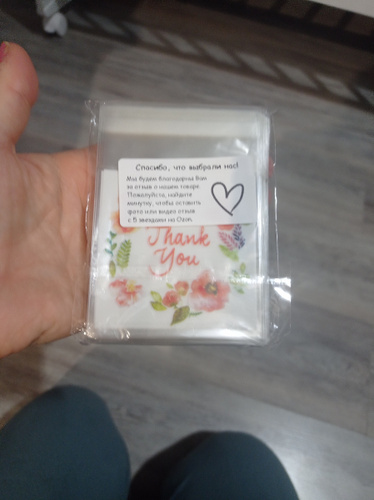 Спасибо, что выбрали нас!
Мы будем благодарны Вам
за отзыв о нашем товаре.
Пожалуйста, найдите
минутку, чтобы оставить
фото или видео отзыв
с 5 звездами на Ozon.
Thank
You